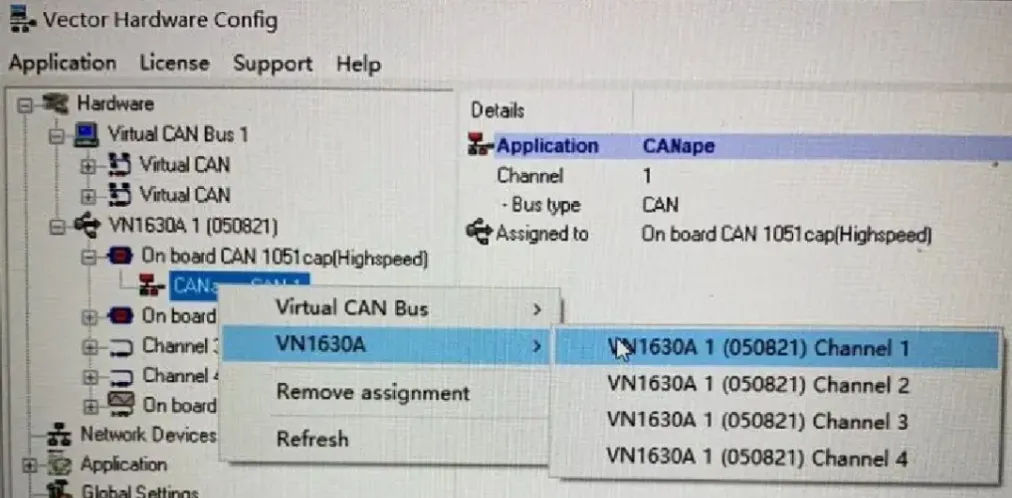 Vector Hardware Config
Application License Support Help
Hardware
Virtual CAN Bus 1
Virtual CAN
Virtual CAN
VN1630A 1 (050821)
On board CAN 1051cap(Highspeed)
On board
Channel
Channel
On board
Network Devices
Application
Global Settings
Details
Application CANape
Channel 1
- Bus type CAN
Assigned to On board CAN 1051cap(Highspeed)
Virtual CAN Bus >
VN1630A >
Remove assignment
Refresh
VN1630A 1 (050821) Channel 1
VN1630A 1 (050821) Channel 2
VN1630A 1 (050821) Channel 3
VN1630A 1 (050821) Channel 4